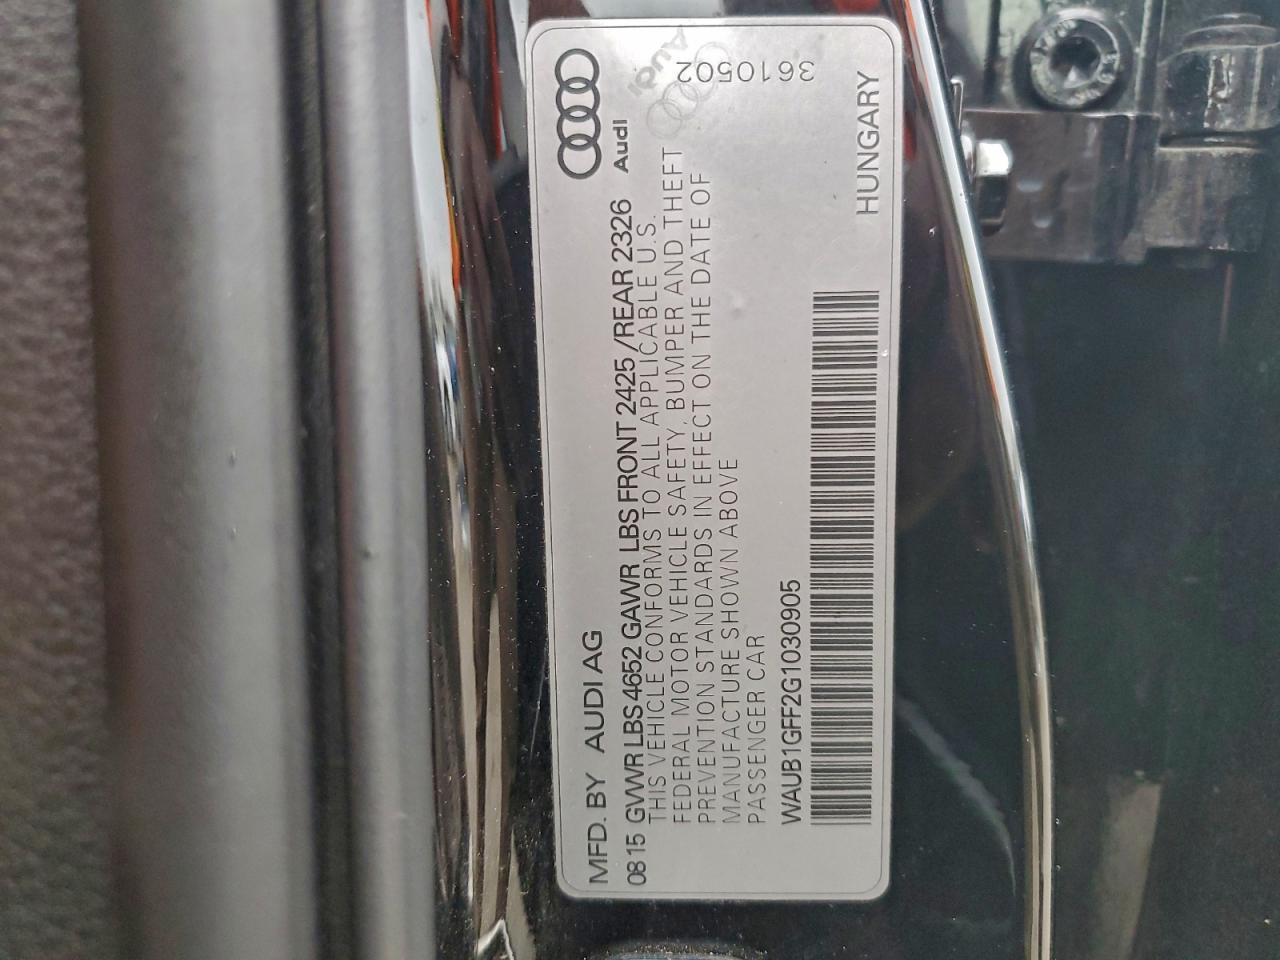 MFD. BY AUDI AG
08 15 GVWR LBS 4652 GAWR LBS FRONT 2425 /REAR 2326
Audi
THIS VEHICLE CONFORMS TO ALL APPLICABLE U.S.
FEDERAL MOTOR VEHICLE SAFETY, BUMPER AND THEFT
PREVENTION STANDARDS IN EFFECT ON THE DATE OF
MANUFACTURE SHOWN ABOVE
PASSENGER CAR
WAUB1GFF2G1030905
HUNGARY
3610502
Audi